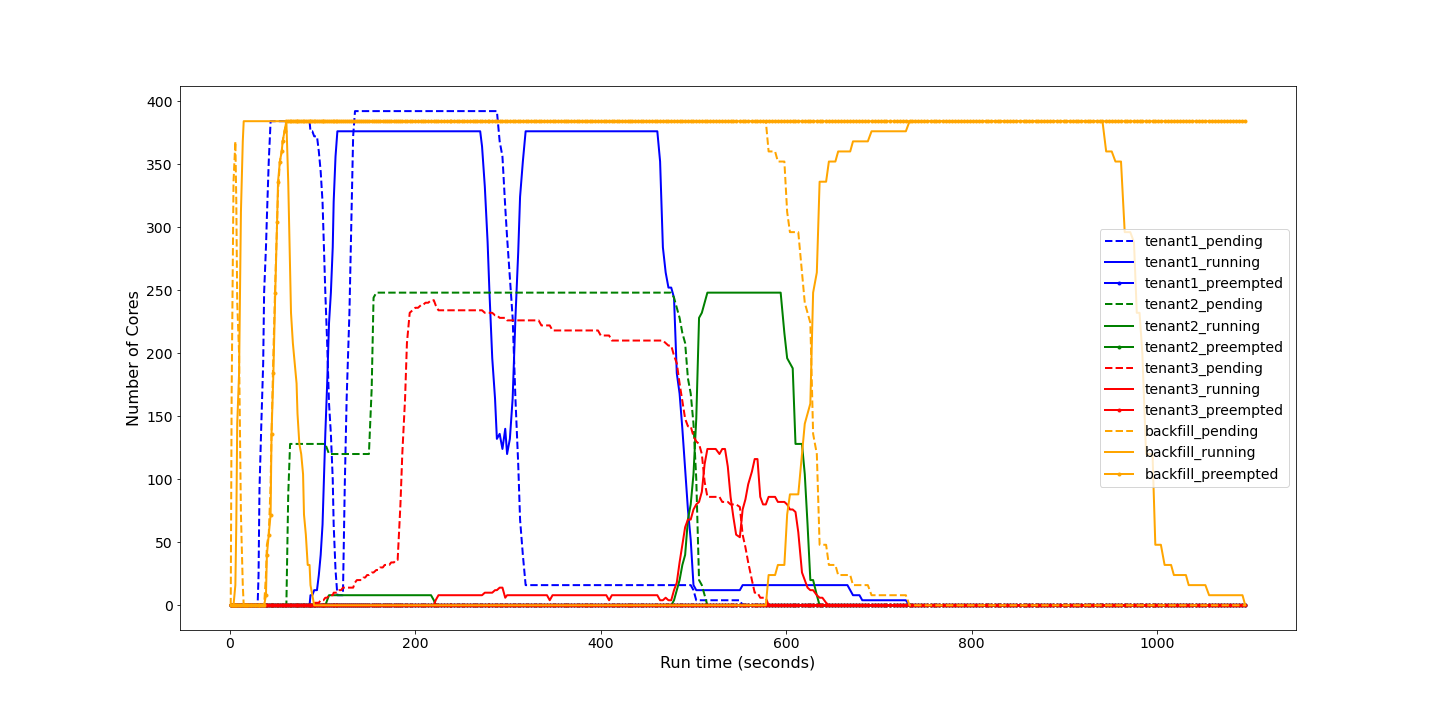 400
350
300
250
200
150
100
50
0
Number of Cores
0 200 400 600 800 1000
Run time (seconds)
tenant1_pending
tenant1_running
tenant1_preempted
tenant2_pending
tenant2_running
tenant2_preempted
tenant3_pending
tenant3_running
tenant3_preempted
backfill_pending
backfill_running
backfill_preempted